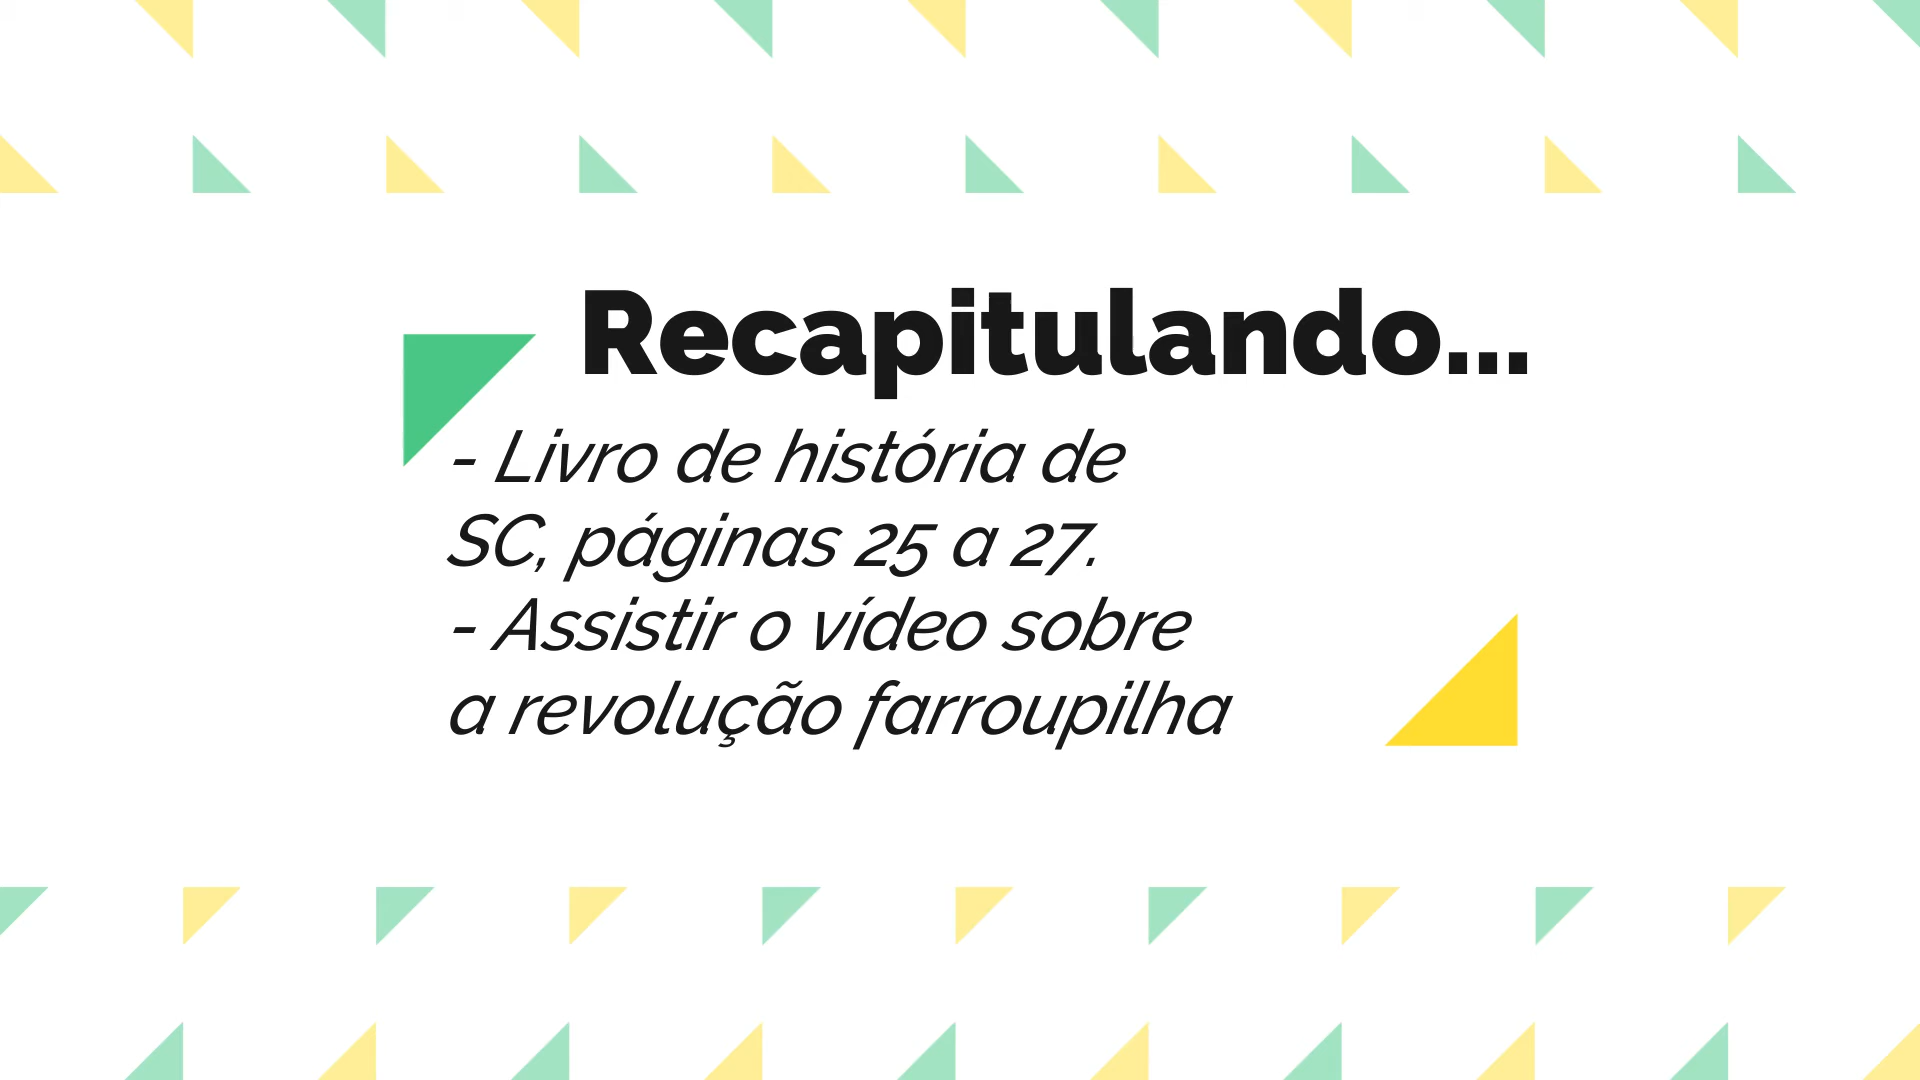 Recapitulando...
- Livro de história de
SC, páginas 25 a 27.
- Assistir o vídeo sobre
a revolução farroupilha